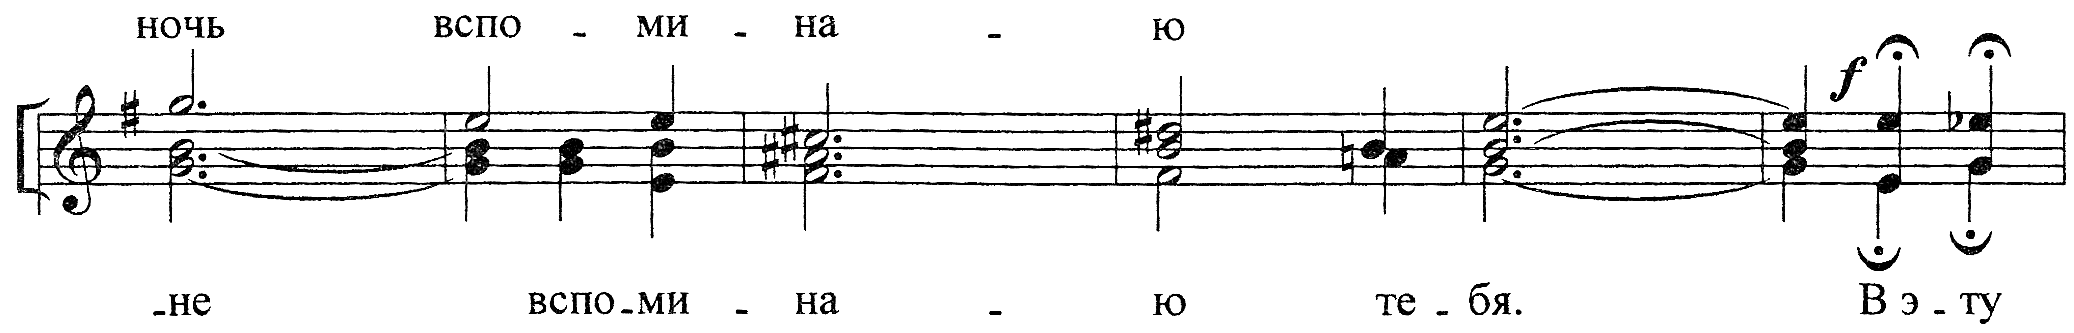 ночь вспо - ми - на - ю
f
-не вспо-ми - на - ю те - бя. В э - ту